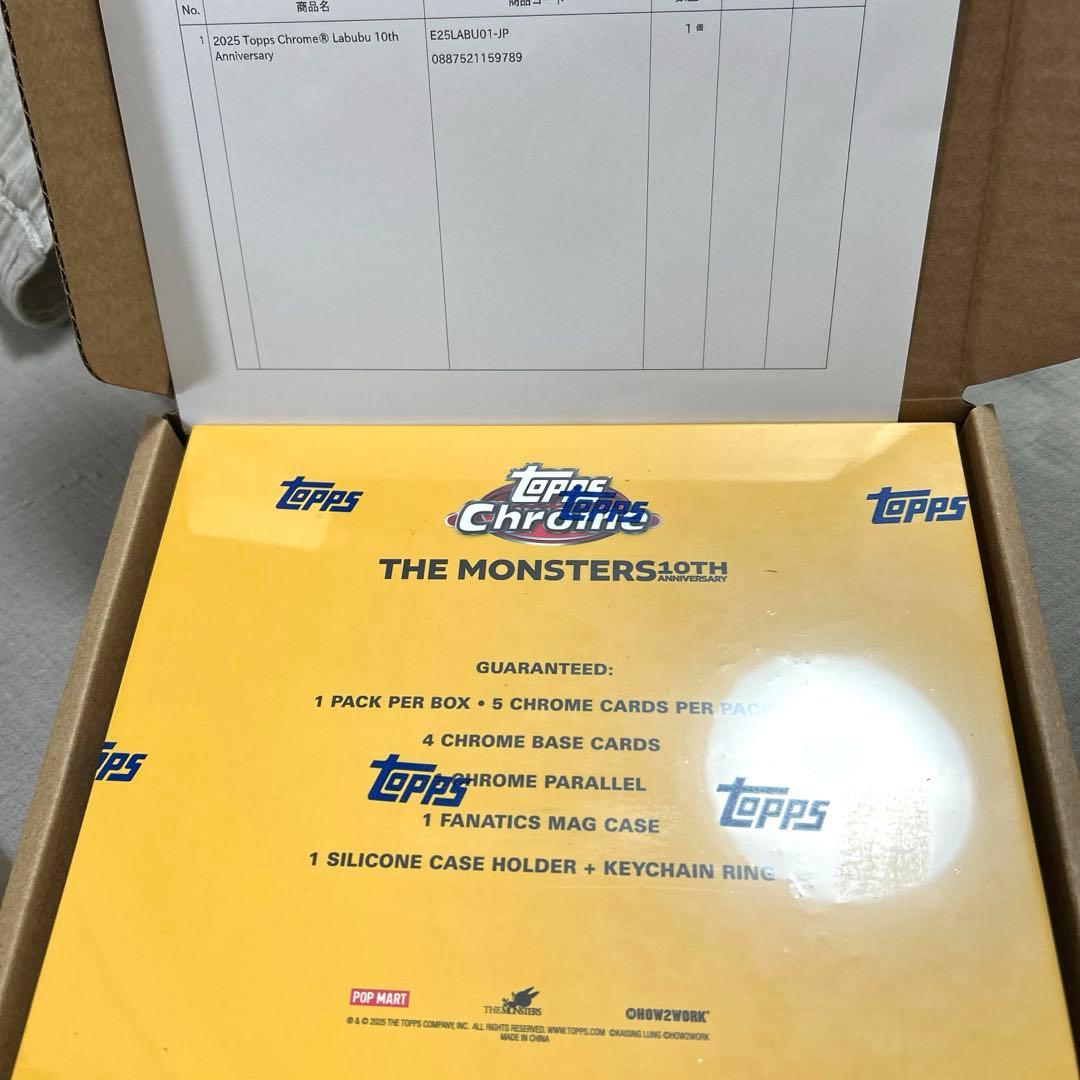 No.
商品名
1
2025 Topps Chrome® Labubu 10th
Anniversary
E25LABU01-JP
0887521159789
1 個
topps
topps
Chrome
topps
topps
THE MONSTERS 10TH
ANNIVERSARY
GUARANTEED:
1 PACK PER BOX • 5 CHROME CARDS PER PACK
4 CHROME BASE CARDS
CHROME PARALLEL
topps
topps
1 FANATICS MAG CASE
1 SILICONE CASE HOLDER + KEYCHAIN RING
POP MART
THE MONSTERS
©HOW2WORK
® & © 2025 THE TOPPS COMPANY, INC. ALL RIGHTS RESERVED. WWW.TOPPS.COM ©KAISING LUNG ©HOW2WORK
MADE IN CHINA